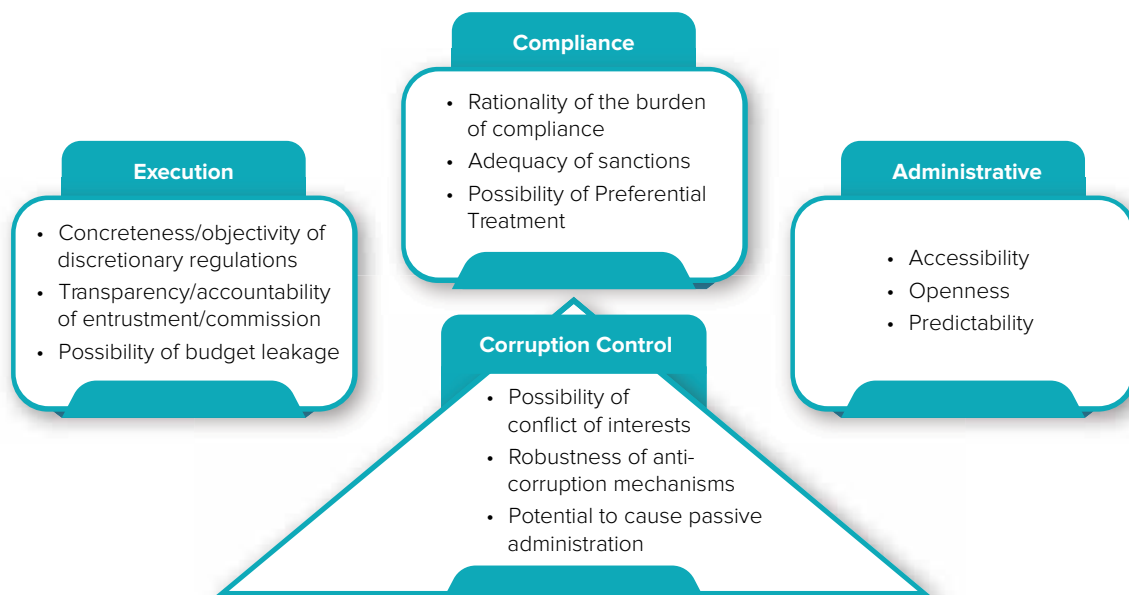 Compliance
• Rationality of the burden
of compliance
• Adequacy of sanctions
• Possibility of Preferential
Treatment
Execution
• Concreteness/objectivity of
discretionary regulations
• Transparency/accountability
of entrustment/commission
• Possibility of budget leakage
Administrative
• Accessibility
• Openness
• Predictability
Corruption Control
• Possibility of
conflict of interests
• Robustness of anti-
corruption mechanisms
• Potential to cause passive
administration